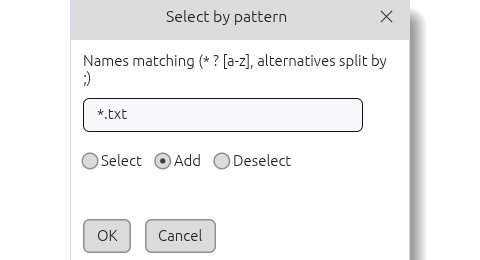 Select by pattern
Names matching (* ? [a-z], alternatives split by
;)
*.txt
Select Add Deselect
OK Cancel